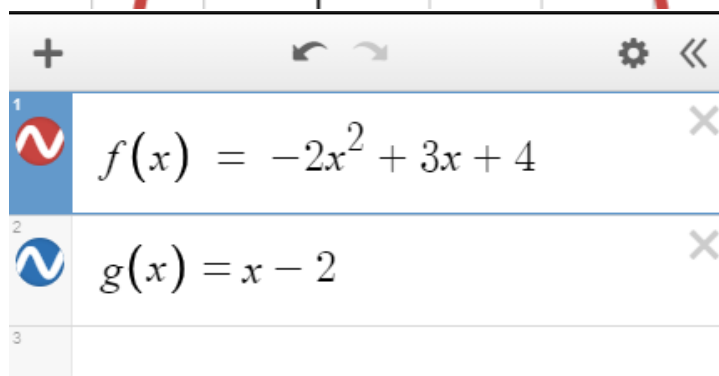 1
f(x) = −2x² + 3x + 4
2
g(x) = x − 2
3